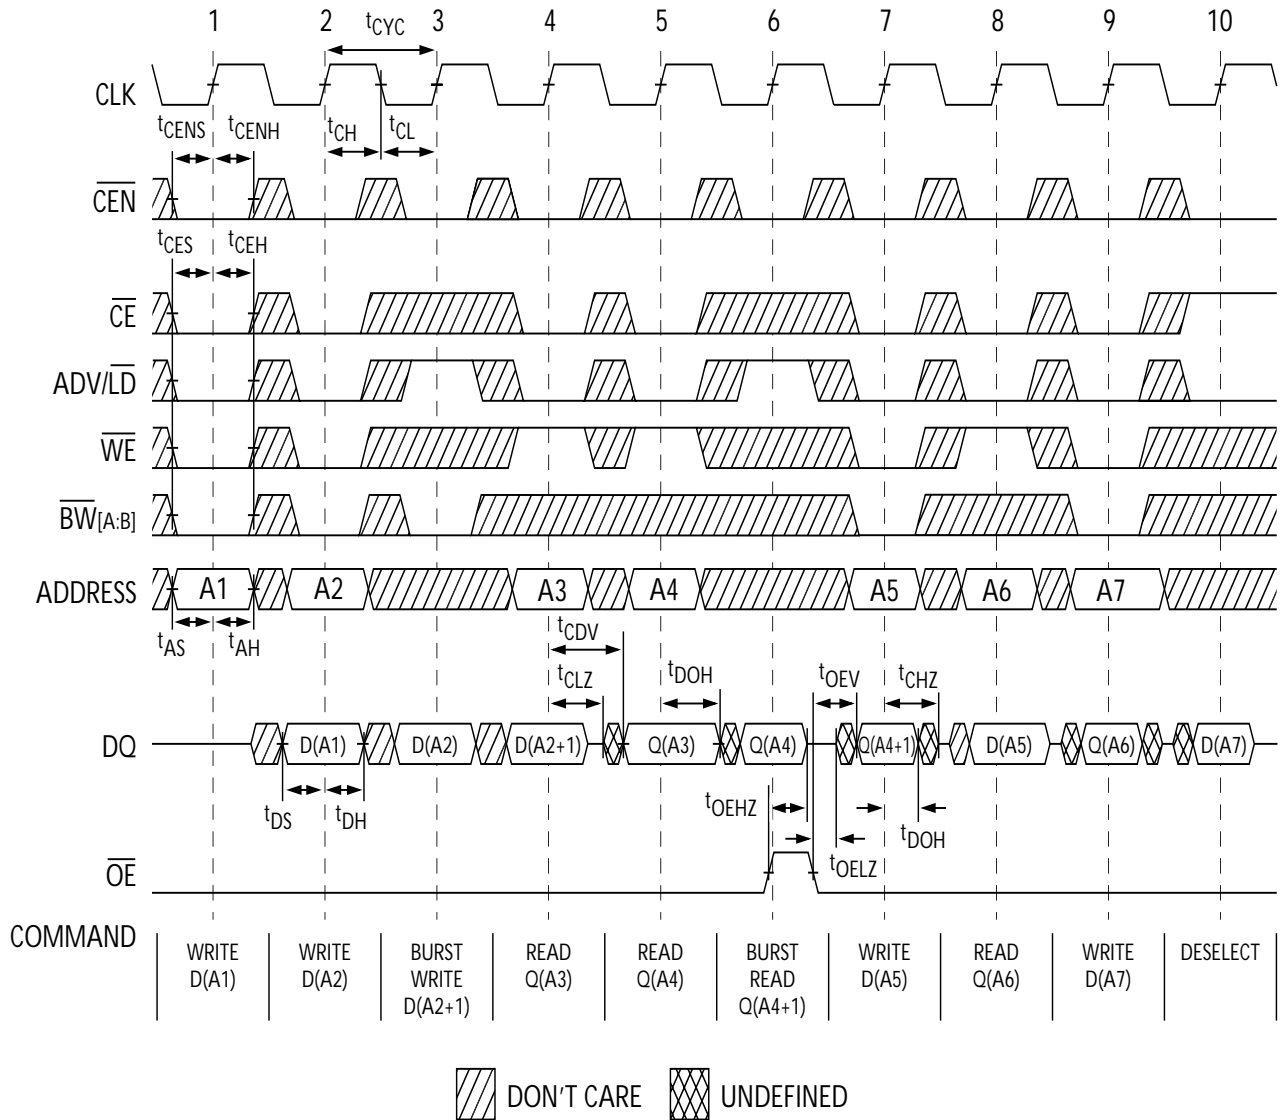 1 2 3 4 5 6 7 8 9 10
tCYC
CLK
tCENS tCENH tCH tCL
CEN
tCES tCEH
CE
ADV/LD
WE
BW[A:B]
ADDRESS A1 A2 A3 A4 A5 A6 A7
tAS tAH tCDV
tCLZ tDOH tOEV tCHZ
DQ D(A1) D(A2) D(A2+1) Q(A3) Q(A4) Q(A4+1) D(A5) Q(A6) D(A7)
tDS tDH tOEHZ tDOH
tOELZ
OE
COMMAND
WRITE
D(A1)
WRITE
D(A2)
BURST
WRITE
D(A2+1)
READ
Q(A3)
READ
Q(A4)
BURST
READ
Q(A4+1)
WRITE
D(A5)
READ
Q(A6)
WRITE
D(A7)
DESELECT
DON'T CARE UNDEFINED